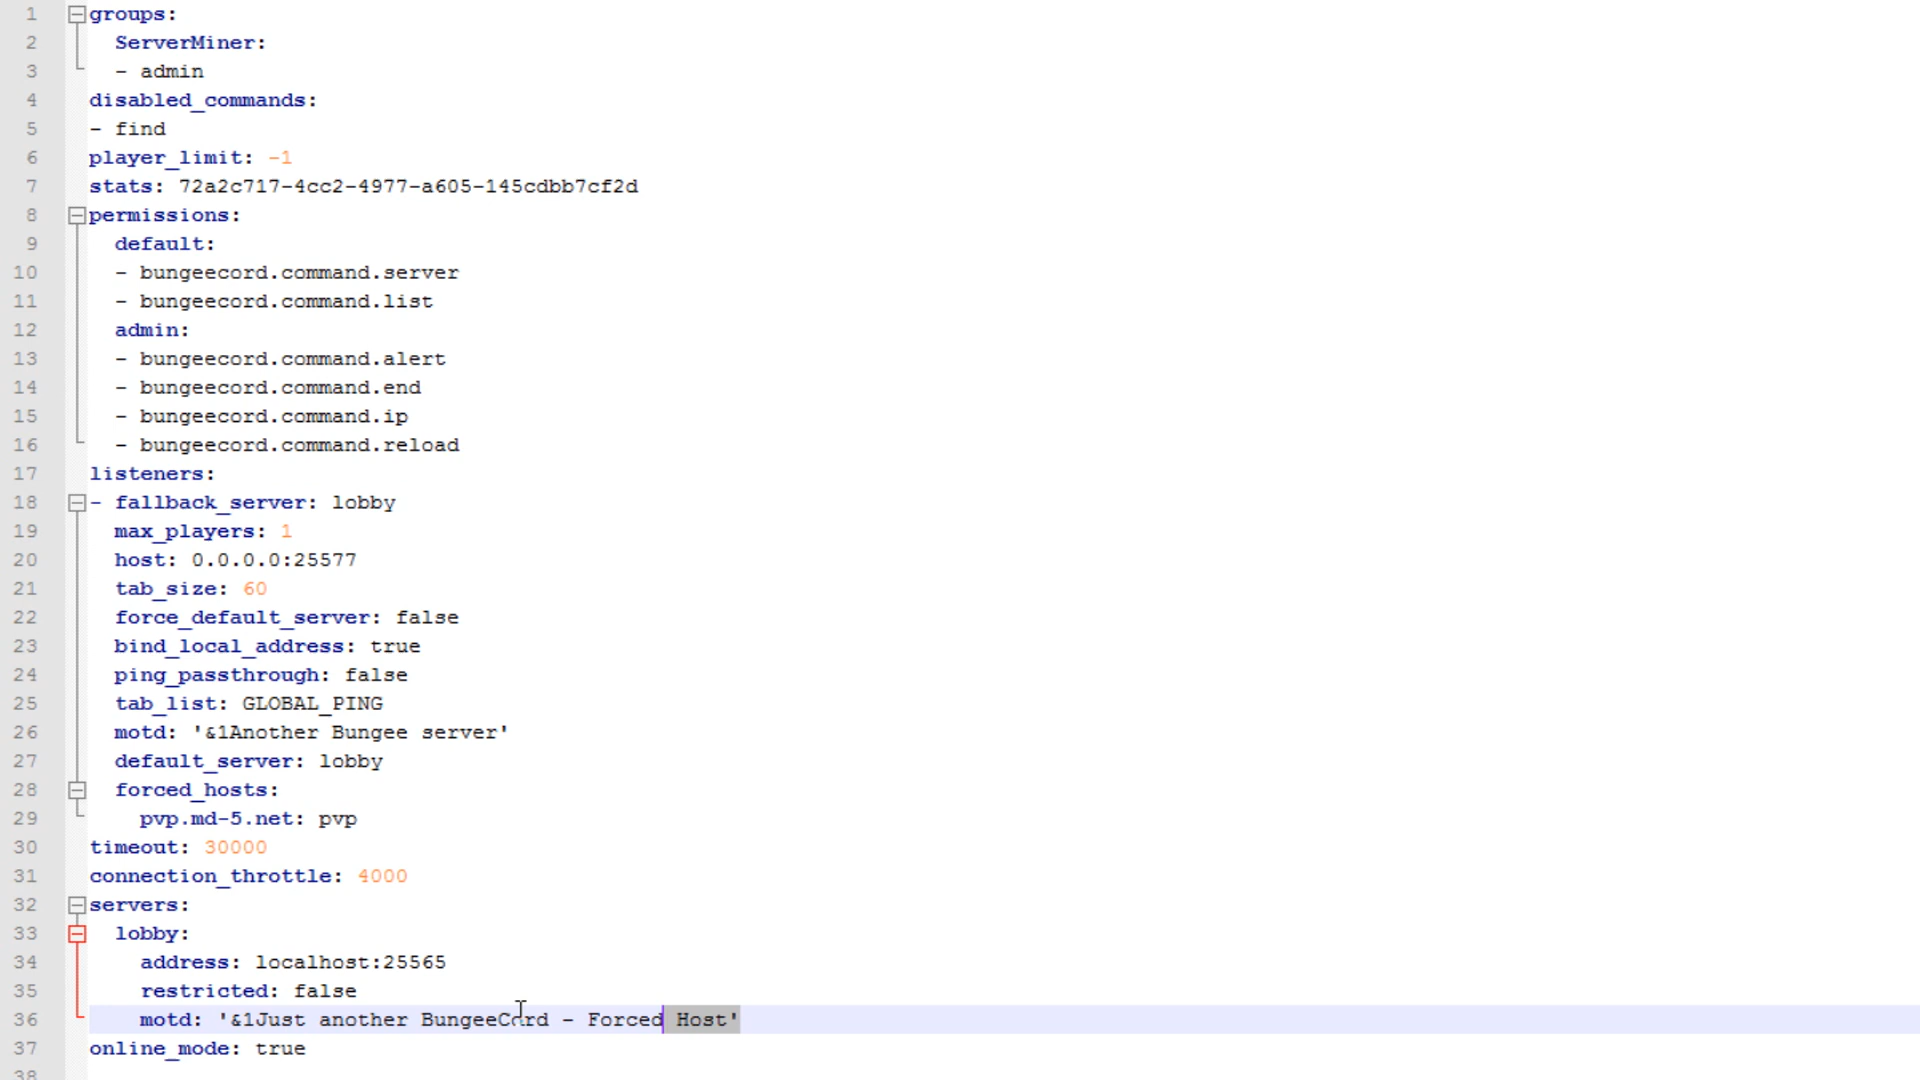 1 groups:
2 ServerMiner:
3 - admin
4 disabled_commands:
5 - find
6 player_limit: -1
7 stats: 72a2c717-4cc2-4977-a605-145cdbb7cf2d
8 permissions:
9 default:
10 - bungeecord.command.server
11 - bungeecord.command.list
12 admin:
13 - bungeecord.command.alert
14 - bungeecord.command.end
15 - bungeecord.command.ip
16 - bungeecord.command.reload
17 listeners:
18 - fallback_server: lobby
19 max_players: 1
20 host: 0.0.0.0:25577
21 tab_size: 60
22 force_default_server: false
23 bind_local_address: true
24 ping_passthrough: false
25 tab_list: GLOBAL_PING
26 motd: '&1Another Bungee server'
27 default_server: lobby
28 forced_hosts:
29 pvp.md-5.net: pvp
30 timeout: 30000
31 connection_throttle: 4000
32 servers:
33 lobby:
34 address: localhost:25565
35 restricted: false
36 motd: '&1Just another BungeeCord - Forced Host'
37 online_mode: true
38